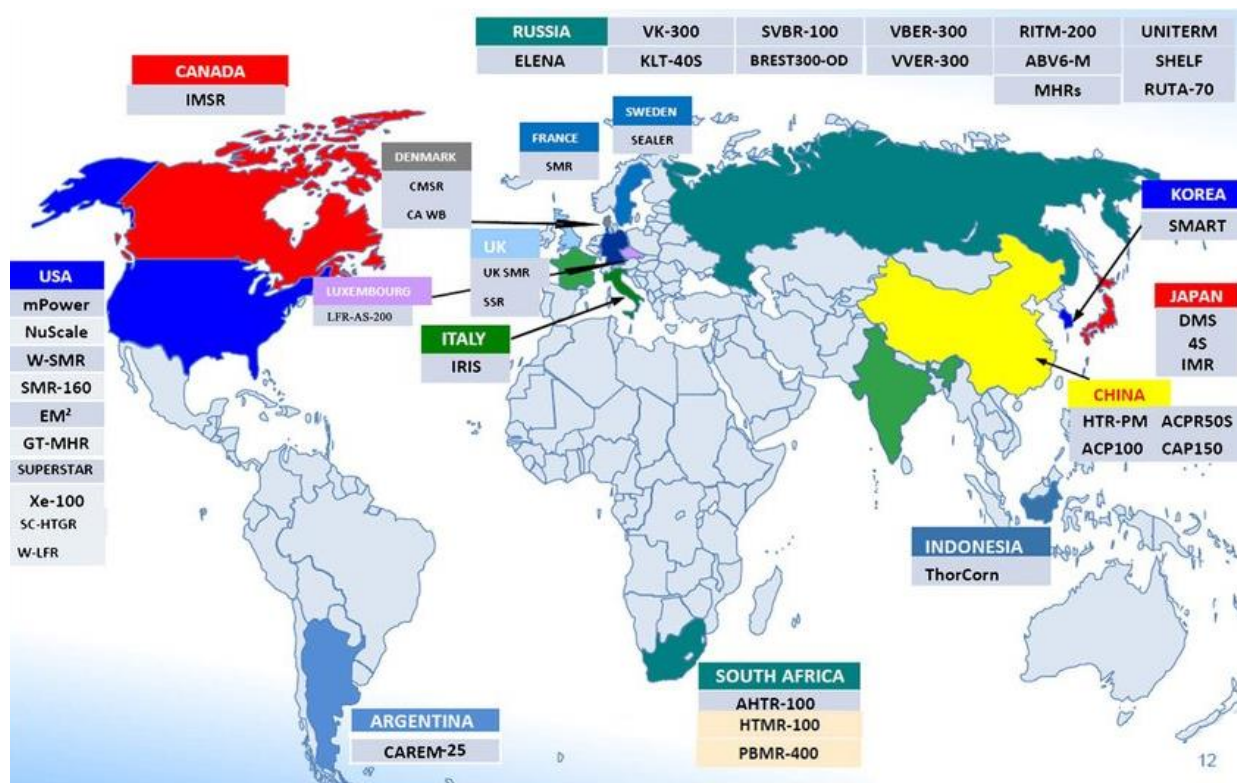 RUSSIA VK-300 SVBR-100 VBER-300 RITM-200 UNITERM
ELENA KLT-40S BREST300-OD VVER-300 ABV6-M SHELF
MHRs RUTA-70
CANADA
IMSR
SWEDEN
SEALER
FRANCE
SMR
DENMARK
CMSR
CA WB
KOREA
SMART
UK
UK SMR
SSR
USA
mPower
NuScale
W-SMR
SMR-160
EM²
GT-MHR
SUPERSTAR
Xe-100
SC-HTGR
W-LFR
LUXEMBOURG
LFR-AS-200
ITALY
IRIS
JAPAN
DMS
4S
IMR
CHINA
HTR-PM ACPR50S
ACP100 CAP150
INDONESIA
ThorCorn
SOUTH AFRICA
AHTR-100
HTMR-100
PBMR-400
ARGENTINA
CAREM-25
12